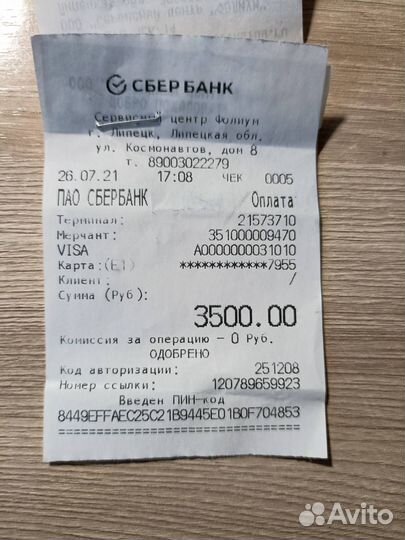 СБЕРБАНК
Сервисный центр Фолиум
г. Липецк, Липецкая обл.
ул. Космонавтов, дом 8
т. 89003022279
26.07.21 17:08 ЧЕК 0005
ПАО СБЕРБАНК Оплата
Терминал: 21573710
Мерчант: 351000009470
VISA A0000000031010
Карта:(E1) ************7955
Клиент: /
Сумма (Руб):
3500.00
Комиссия за операцию - 0 Руб.
ОДОБРЕНО
Код авторизации: 251208
Номер ссылки: 120789659923
Введен ПИН-код
8449EFFAEC25C21B9445E01B0F704853
================================
Avito